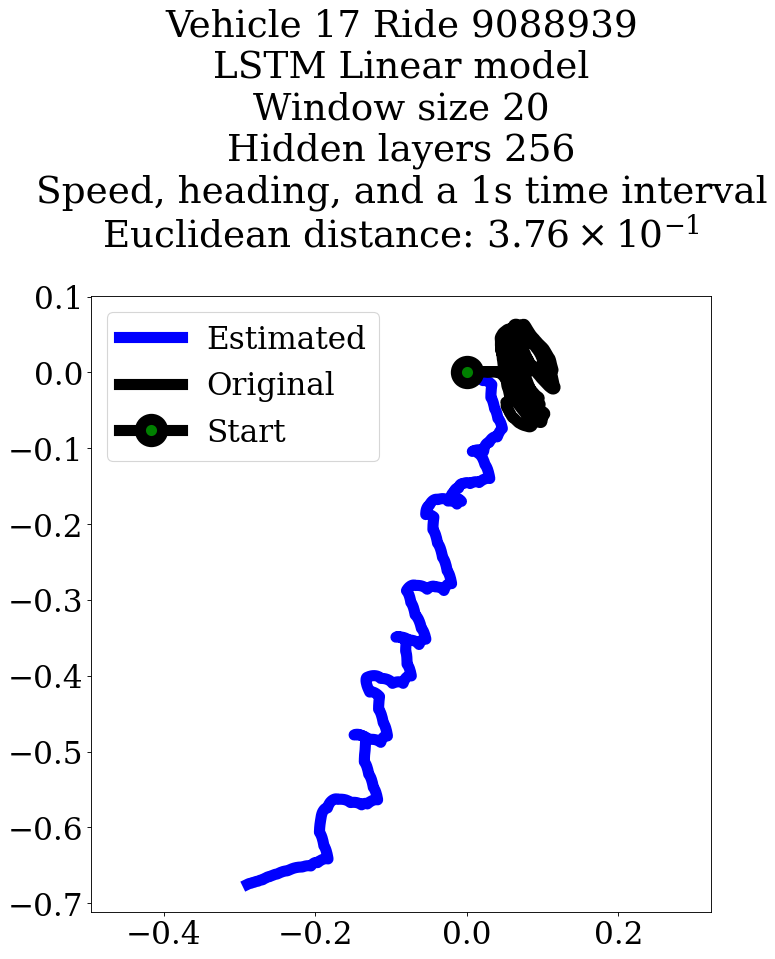 Vehicle 17 Ride 9088939
LSTM Linear model
Window size 20
Hidden layers 256
Speed, heading, and a 1s time interval
Euclidean distance: 3.76 × 10⁻¹
0.1
0.0
−0.1
−0.2
−0.3
−0.4
−0.5
−0.6
−0.7
Estimated
Original
Start
−0.4 −0.2 0.0 0.2